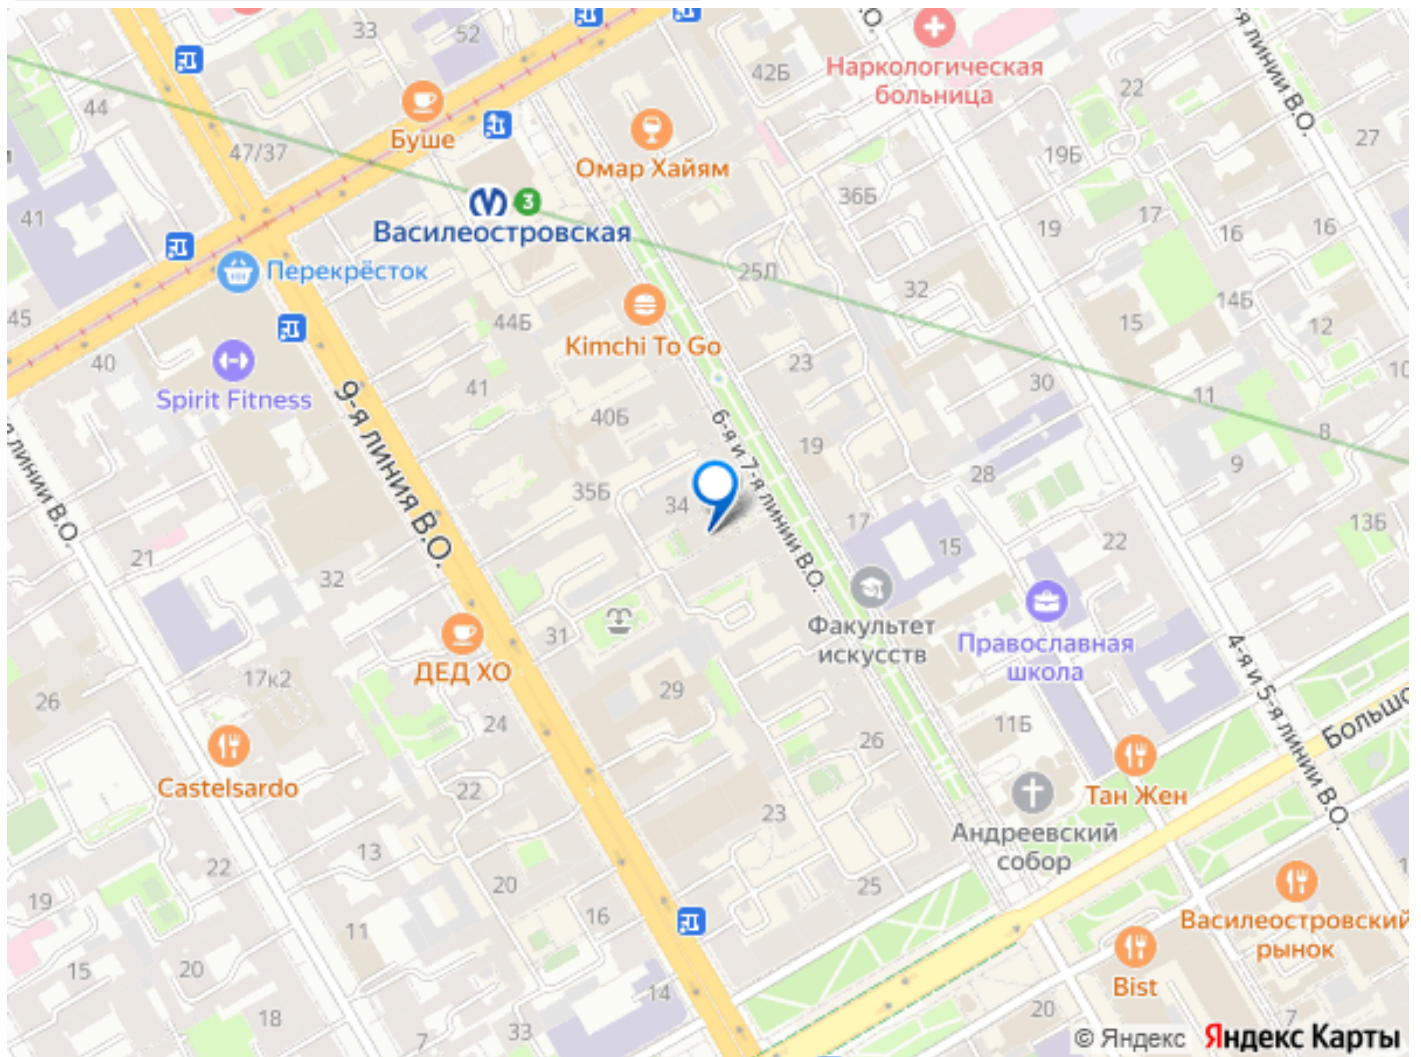 33
52
42Б
Наркологическая
больница
22
-я линии В.О.
В.О.
44
47/37
Буше
Омар Хайям
19Б
27
36Б
41
3
Василеостровская
19
17
16
16
Перекрёсток
25Л
32
14Б
45
44Б
15
12
40
Kimchi To Go
23
Spirit Fitness
41
30
11
10
9-я линия В.О.
40Б
6-я и 7-я линии В.О.
19
8
9
28
линии В.О.
35Б
34
17
13Б
15
22
21
32
Факультет
искусств
Православная
школа
31
ДЕД ХО
4-я и 5-я линии В.О.
17к2
29
26
24
11Б
Большо
26
Castelsardo
22
Тан Жен
23
Андреевский
собор
13
22
20
25
19
16
Василеостровский
рынок
11
15
20
Bist
14
18
20
7
33
7
1
© Яндекс Яндекс Карты